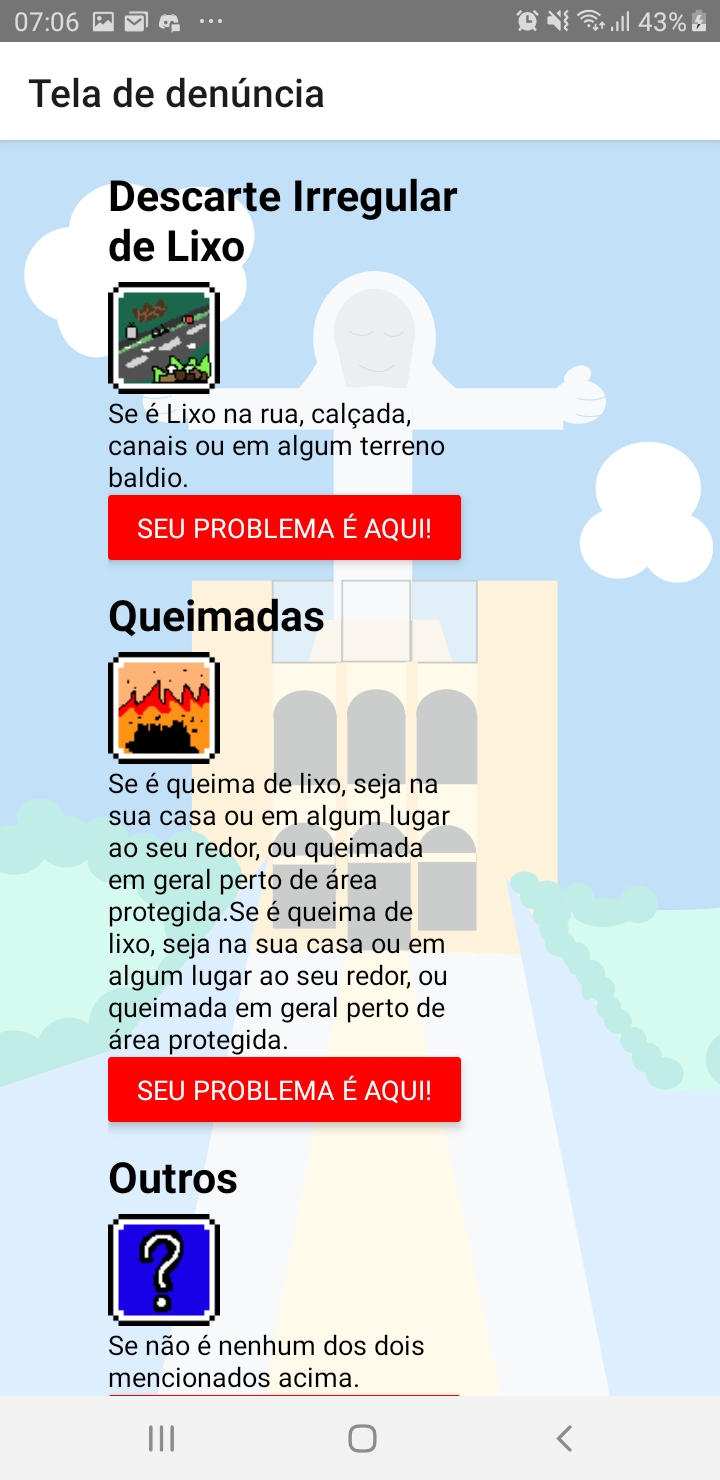 07:06
43%
Tela de denúncia
Descarte Irregular
de Lixo
Se é Lixo na rua, calçada,
canais ou em algum terreno
baldio.
SEU PROBLEMA É AQUI!
Queimadas
Se é queima de lixo, seja na
sua casa ou em algum lugar
ao seu redor, ou queimada
em geral perto de área
protegida.Se é queima de
lixo, seja na sua casa ou em
algum lugar ao seu redor, ou
queimada em geral perto de
área protegida.
SEU PROBLEMA É AQUI!
Outros
?
Se não é nenhum dos dois
mencionados acima.